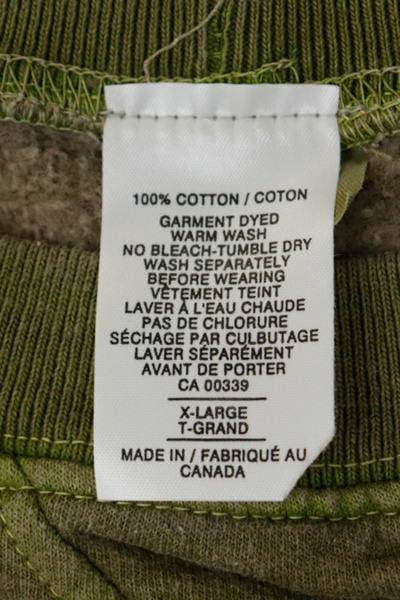 100% COTTON / COTON
GARMENT DYED
WARM WASH
NO BLEACH-TUMBLE DRY
WASH SEPARATELY
BEFORE WEARING
VÊTEMENT TEINT
LAVER À L'EAU CHAUDE
PAS DE CHLORURE
SÉCHAGE PAR CULBUTAGE
LAVER SÉPARÉMENT
AVANT DE PORTER
CA 00339
X-LARGE
T-GRAND
MADE IN / FABRIQUÉ AU
CANADA